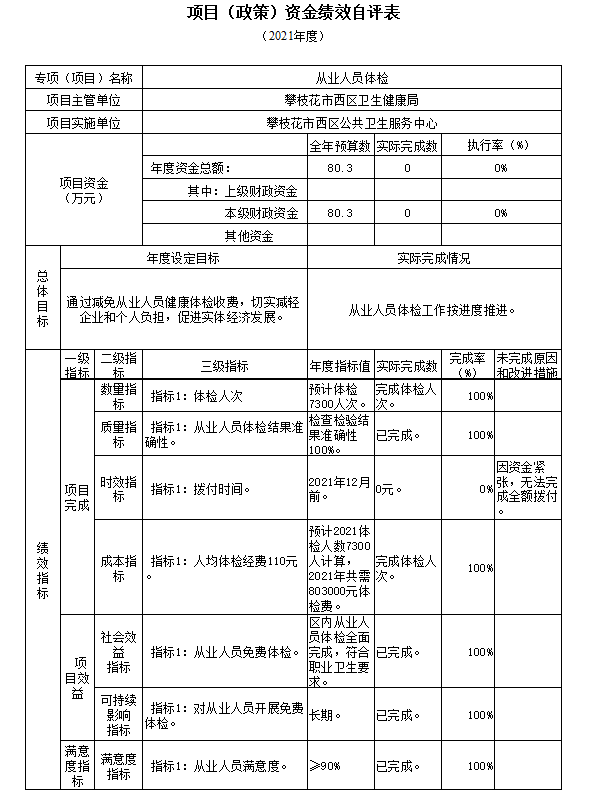 项目（政策）资金绩效自评表
（2021年度）
专项（项目）名称 从业人员体检
项目主管单位 攀枝花市西区卫生健康局
项目实施单位 攀枝花市西区公共卫生服务中心
项目资金
（万元）
全年预算数 实际完成数 执行率（%）
年度资金总额： 80.3 0 0%
其中：上级财政资金
本级财政资金 80.3 0 0%
其他资金
总体目标
年度设定目标 实际完成情况
通过减免从业人员健康体检收费，切实减轻
企业和个人负担，促进实体经济发展。
从业人员体检工作按进度推进。
绩效指标
一级
指标
二级指
标
三级指标 年度指标值 实际完成数
完成率
（%）
未完成原因
和改进措施
项目
完成
数量指
标
指标1：体检人次
预计体检
7300人次。
完成体检人
次。
100%
质量指
标
指标1：从业人员体检结果准
确性。
检查检验结
果准确性
100%。
已完成。
100%
时效指
标
指标1：拨付时间。
2021年12月
前。
0元。
0%
因资金紧
张，无法完
成全额拨付
。
成本指
标
指标1：人均体检经费110元
。
预计2021体
检人数7300
人计算，
2021年共需
803000元体
检费。
完成体检人
次。
100%
项
目效
益
社会效
益
指标
指标1：从业人员免费体检。
区内从业人
员体检全面
完成，符合
职业卫生要
求。
已完成。
100%
可持续
影响
指标
指标1：对从业人员开展免费
体检。
长期。
已完成。
100%
满意
度指
标
满意度
指标
指标1：从业人员满意度。
≥90%
已完成。
100%